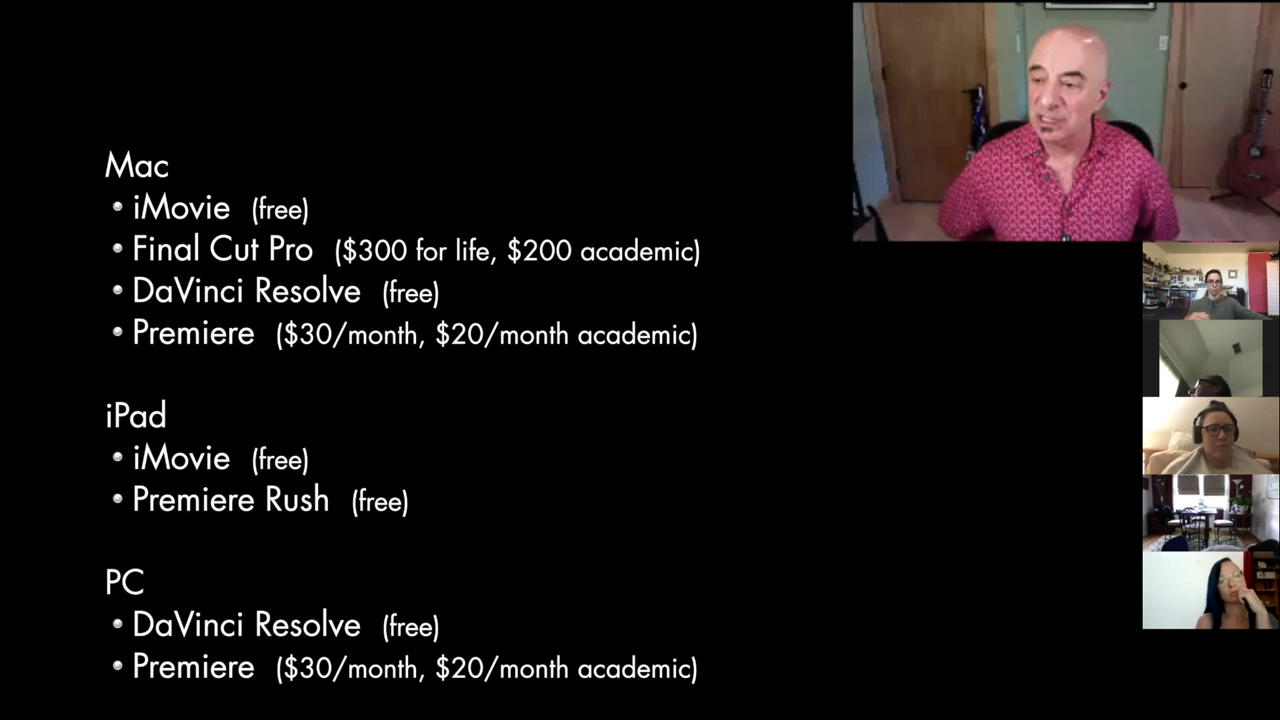 Mac
• iMovie (free)
• Final Cut Pro ($300 for life, $200 academic)
• DaVinci Resolve (free)
• Premiere ($30/month, $20/month academic)
iPad
• iMovie (free)
• Premiere Rush (free)
PC
• DaVinci Resolve (free)
• Premiere ($30/month, $20/month academic)